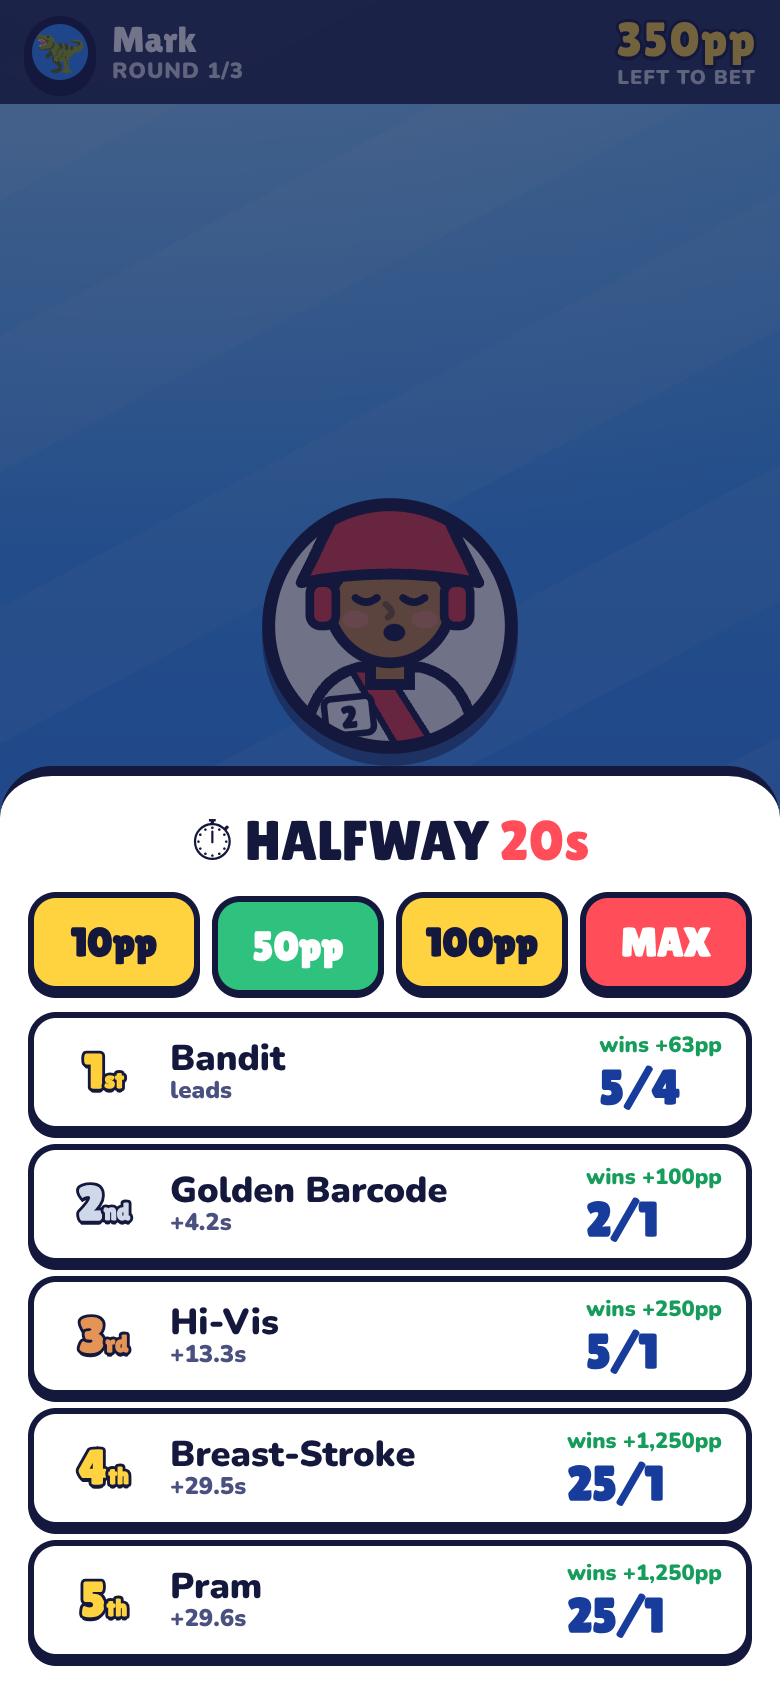 Mark
ROUND 1/3
350pp
LEFT TO BET
2
HALFWAY 20s
10pp
50pp
100pp
MAX
1st
Bandit
leads
wins +63pp
5/4
2nd
Golden Barcode
+4.2s
wins +100pp
2/1
3rd
Hi-Vis
+13.3s
wins +250pp
5/1
4th
Breast-Stroke
+29.5s
wins +1,250pp
25/1
5th
Pram
+29.6s
wins +1,250pp
25/1